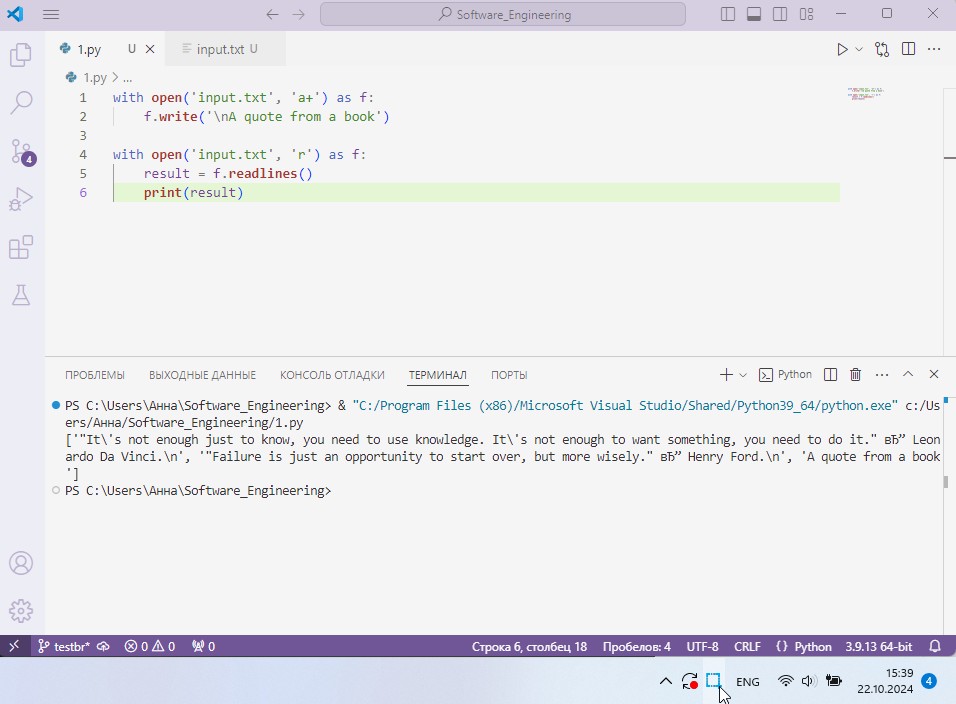 Software_Engineering
1.py U
input.txt U
1.py > ...
1 with open('input.txt', 'a+') as f:
2 f.write('\nA quote from a book')
3
4 with open('input.txt', 'r') as f:
5 result = f.readlines()
6 print(result)
4
ПРОБЛЕМЫ ВЫХОДНЫЕ ДАННЫЕ КОНСОЛЬ ОТЛАДКИ ТЕРМИНАЛ ПОРТЫ
Python
PS C:\Users\Анна\Software_Engineering> & "C:/Program Files (x86)/Microsoft Visual Studio/Shared/Python39_64/python.exe" c:/Us
ers/Анна/Software_Engineering/1.py
['"It\'s not enough just to know, you need to use knowledge. It\'s not enough to want something, you need to do it." вЂ” Leon
ardo Da Vinci.\n', '"Failure is just an opportunity to start over, but more wisely." вЂ” Henry Ford.\n', 'A quote from a book
']
PS C:\Users\Анна\Software_Engineering>
testbr* 0 0 0 Строка 6, столбец 18 Пробелов: 4 UTF-8 CRLF {} Python 3.9.13 64-bit
ENG 15:39
22.10.2024 4